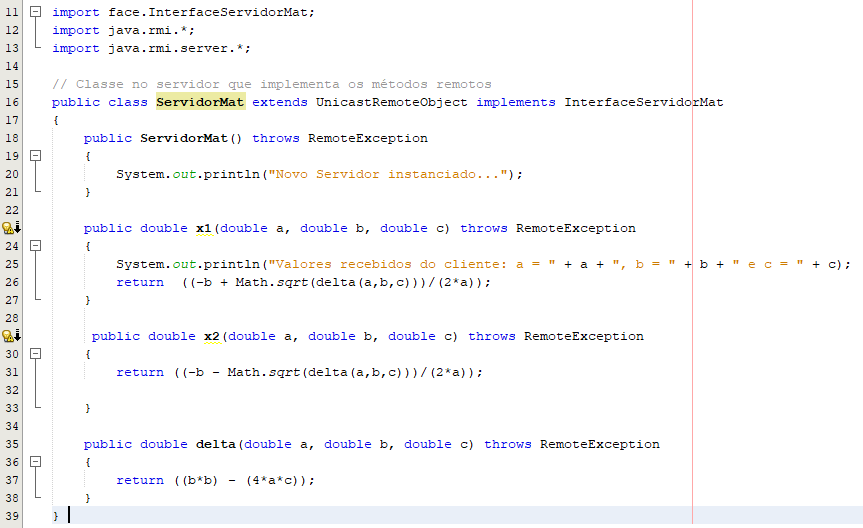 11 import face.InterfaceServidorMat;
12 import java.rmi.*;
13 import java.rmi.server.*;
14
15 // Classe no servidor que implementa os métodos remotos
16 public class ServidorMat extends UnicastRemoteObject implements InterfaceServidorMat
17 {
18     public ServidorMat() throws RemoteException
19     {
20         System.out.println("Novo Servidor instanciado...");
21     }
22
    public double x1(double a, double b, double c) throws RemoteException
24     {
25         System.out.println("Valores recebidos do cliente: a = " + a + ", b = " + b + " e c = " + c);
26         return  ((-b + Math.sqrt(delta(a,b,c)))/(2*a));
27     }
28
     public double x2(double a, double b, double c) throws RemoteException
30     {
31         return ((-b - Math.sqrt(delta(a,b,c)))/(2*a));
32
33     }
34
35     public double delta(double a, double b, double c) throws RemoteException
36     {
37         return ((b*b) - (4*a*c));
38     }
39 }